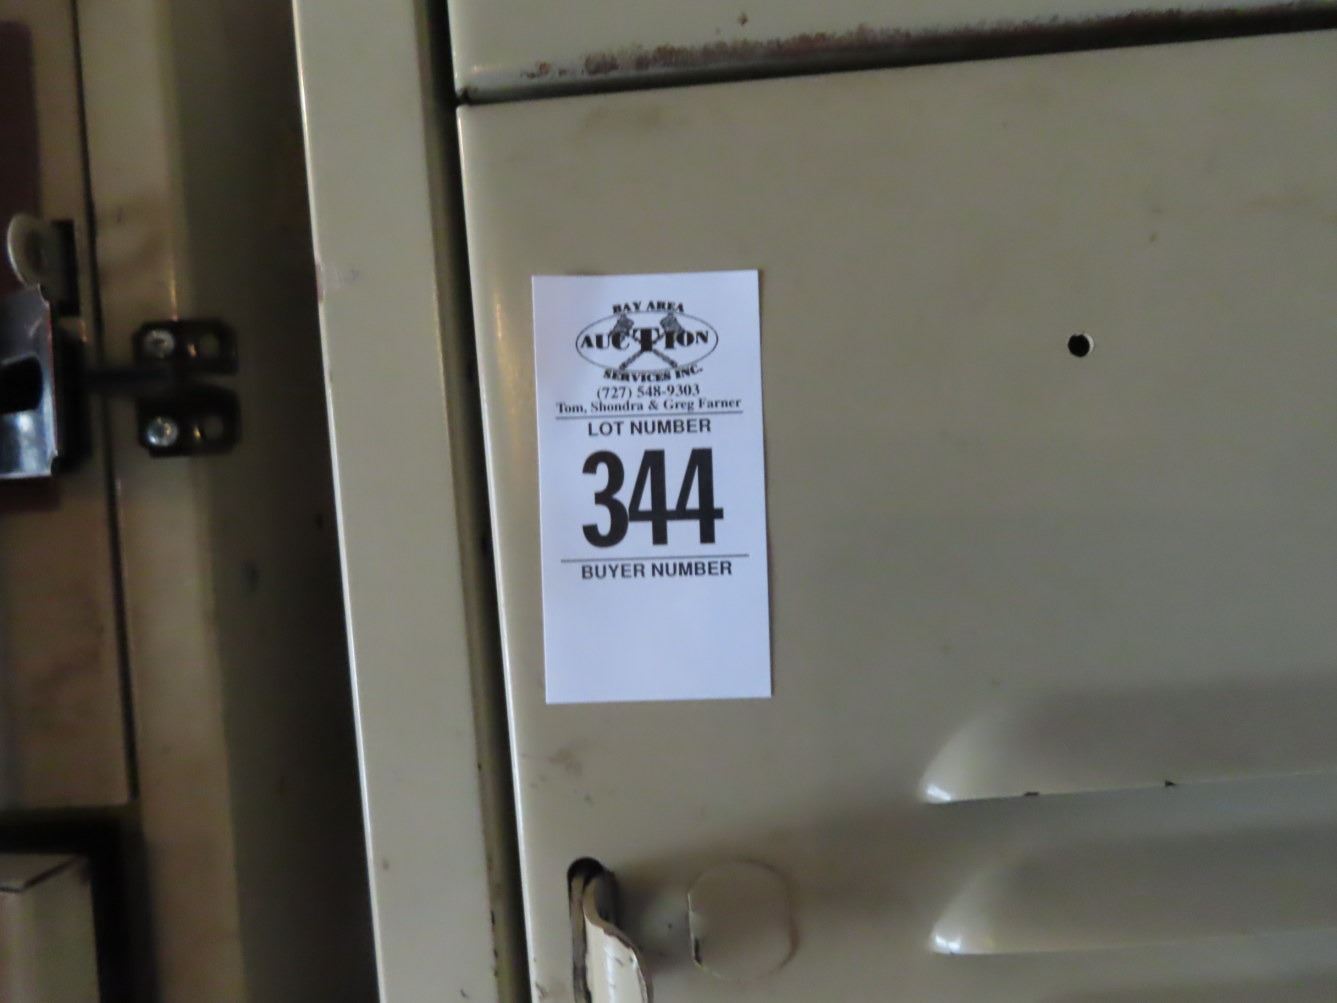 BAY AREA
AUCTION
SERVICES INC.
(727) 548-9303
Tom, Shondra & Greg Farner
LOT NUMBER
344
BUYER NUMBER